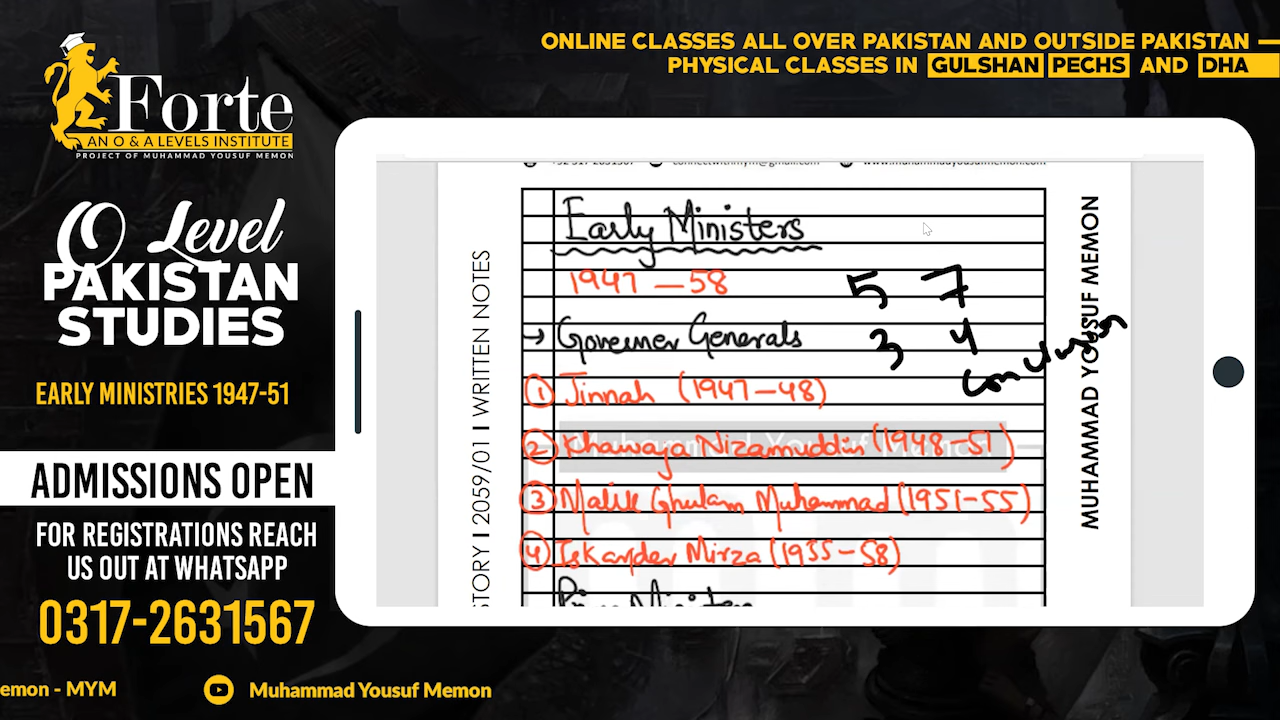 ONLINE CLASSES ALL OVER PAKISTAN AND OUTSIDE PAKISTAN
PHYSICAL CLASSES IN GULSHAN PECHS AND DHA
Forte
AN O & A LEVELS INSTITUTE
PROJECT OF MUHAMMAD YOUSUF MEMON
O Level
PAKISTAN
STUDIES
EARLY MINISTRIES 1947-51
ADMISSIONS OPEN
FOR REGISTRATIONS REACH
US OUT AT WHATSAPP
0317-2631567
emon - MYM
Muhammad Yousuf Memon
STORY I 2059/01 I WRITTEN NOTES
Early Ministers
1947 - 58
5 7
→ Governer Generals
3 4
① Jinnah (1947-48)
② Khawaja Nizamuddin (1948-51)
③ Malik Ghulam Muhammad (1951-55)
④ Iskander Mirza (1935-58)
MUHAMMAD YOUSUF MEMON